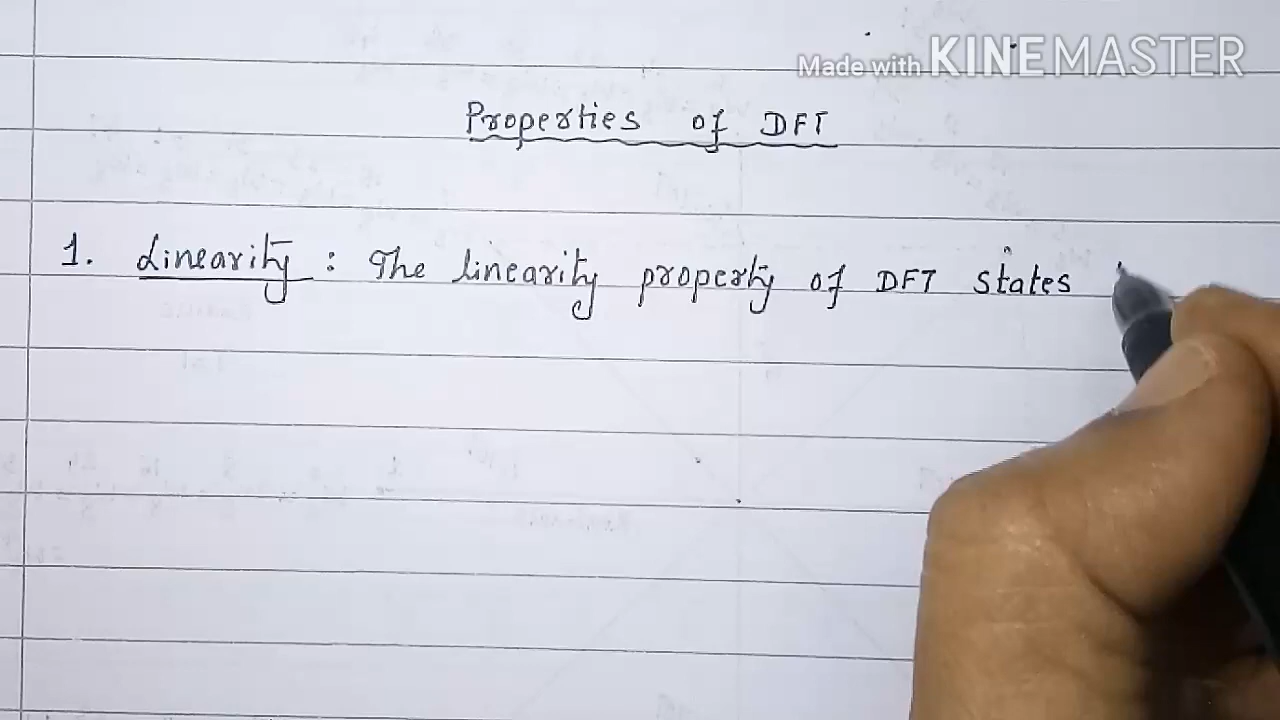 Made with KINEMASTER
Properties of DFT
1. Linearity : The linearity property of DFT states